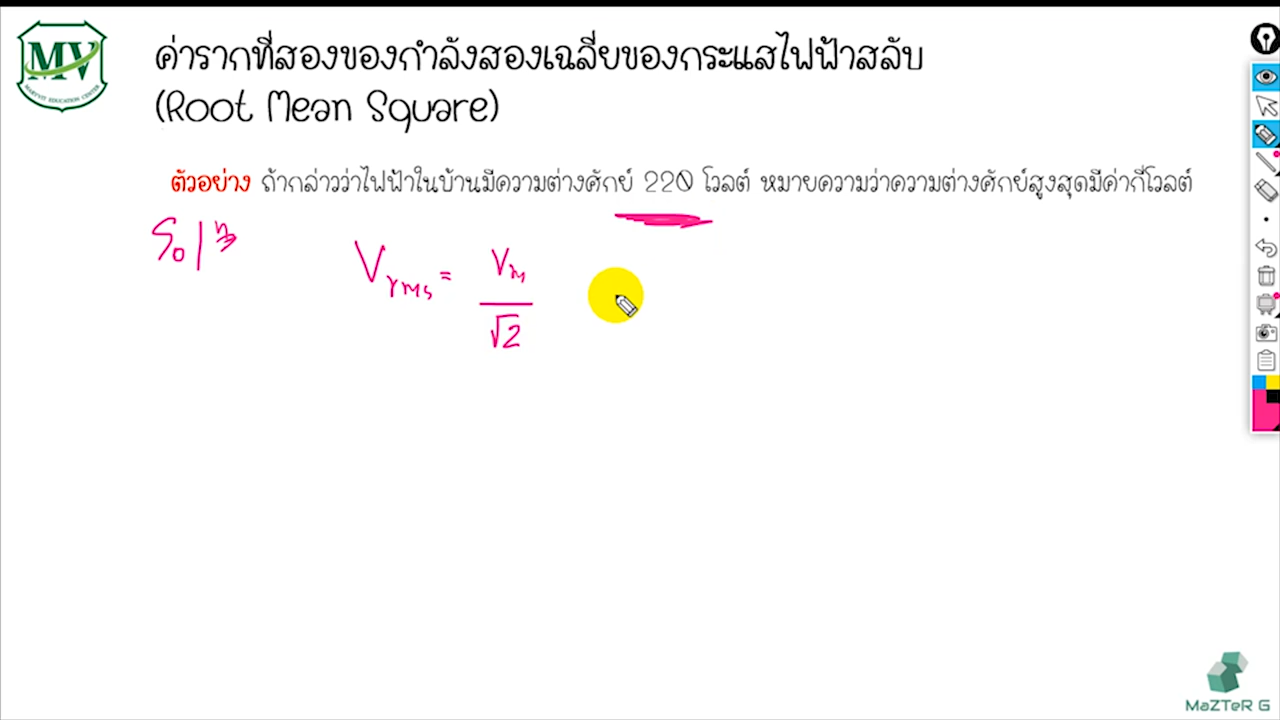 MV
MARYVIT EDUCATION CENTER
ค่ารากที่สองของกำลังสองเฉลี่ยของกระแสไฟฟ้าสลับ
(Root Mean Square)
ตัวอย่าง ถ้ากล่าวว่าไฟฟ้าในบ้านมีความต่างศักย์ 220 โวลต์ หมายความว่าความต่างศักย์สูงสุดมีค่ากี่โวลต์
V_rms = V_m / √2
MaZTeR G